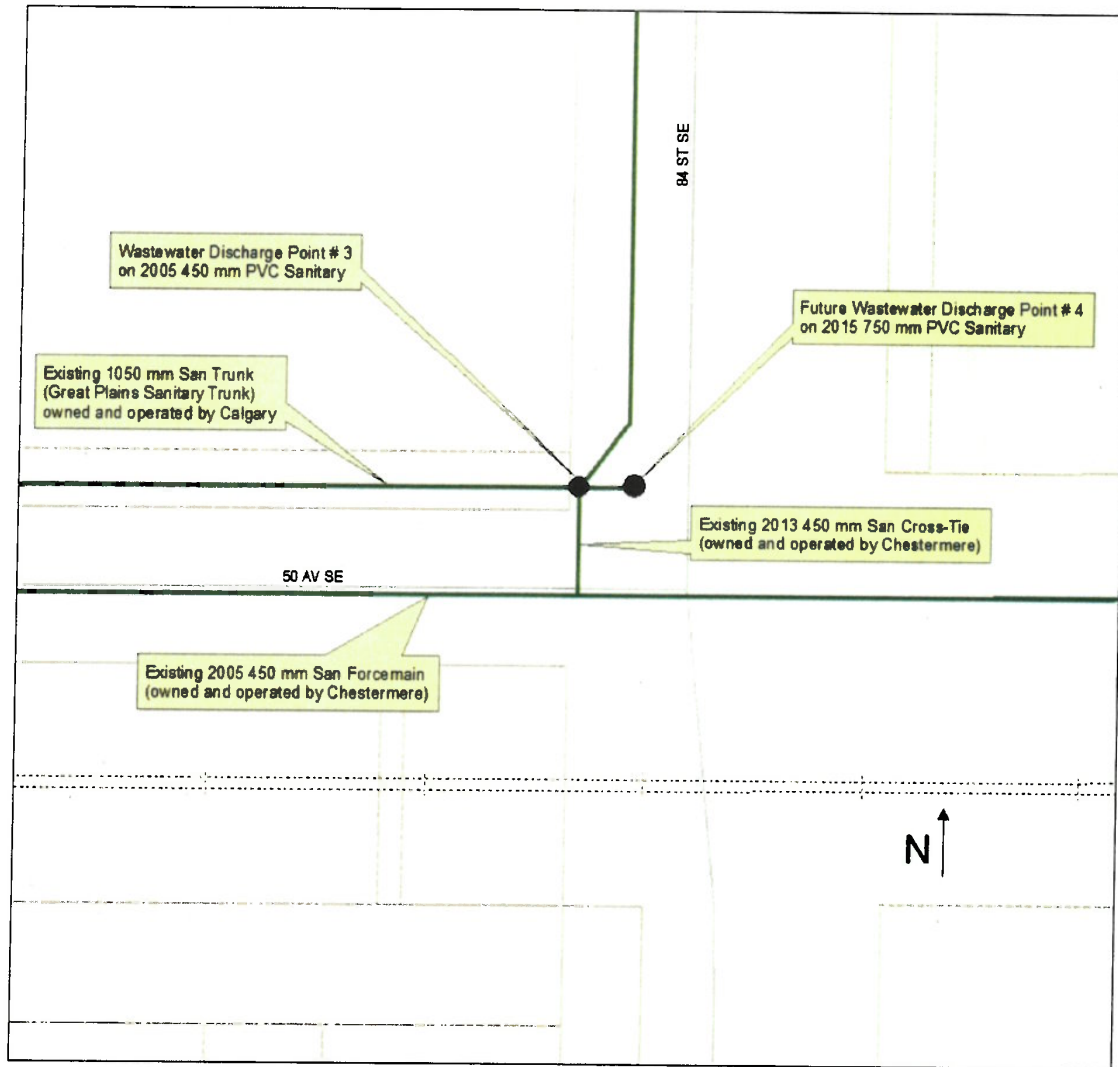 84 ST SE
Wastewater Discharge Point # 3
on 2005 450 mm PVC Sanitary
Future Wastewater Discharge Point # 4
on 2015 750 mm PVC Sanitary
Existing 1050 mm San Trunk
(Great Plains Sanitary Trunk)
owned and operated by Calgary
Existing 2013 450 mm San Cross-Tie
(owned and operated by Chestermere)
50 AV SE
Existing 2005 450 mm San Forcemain
(owned and operated by Chestermere)
N